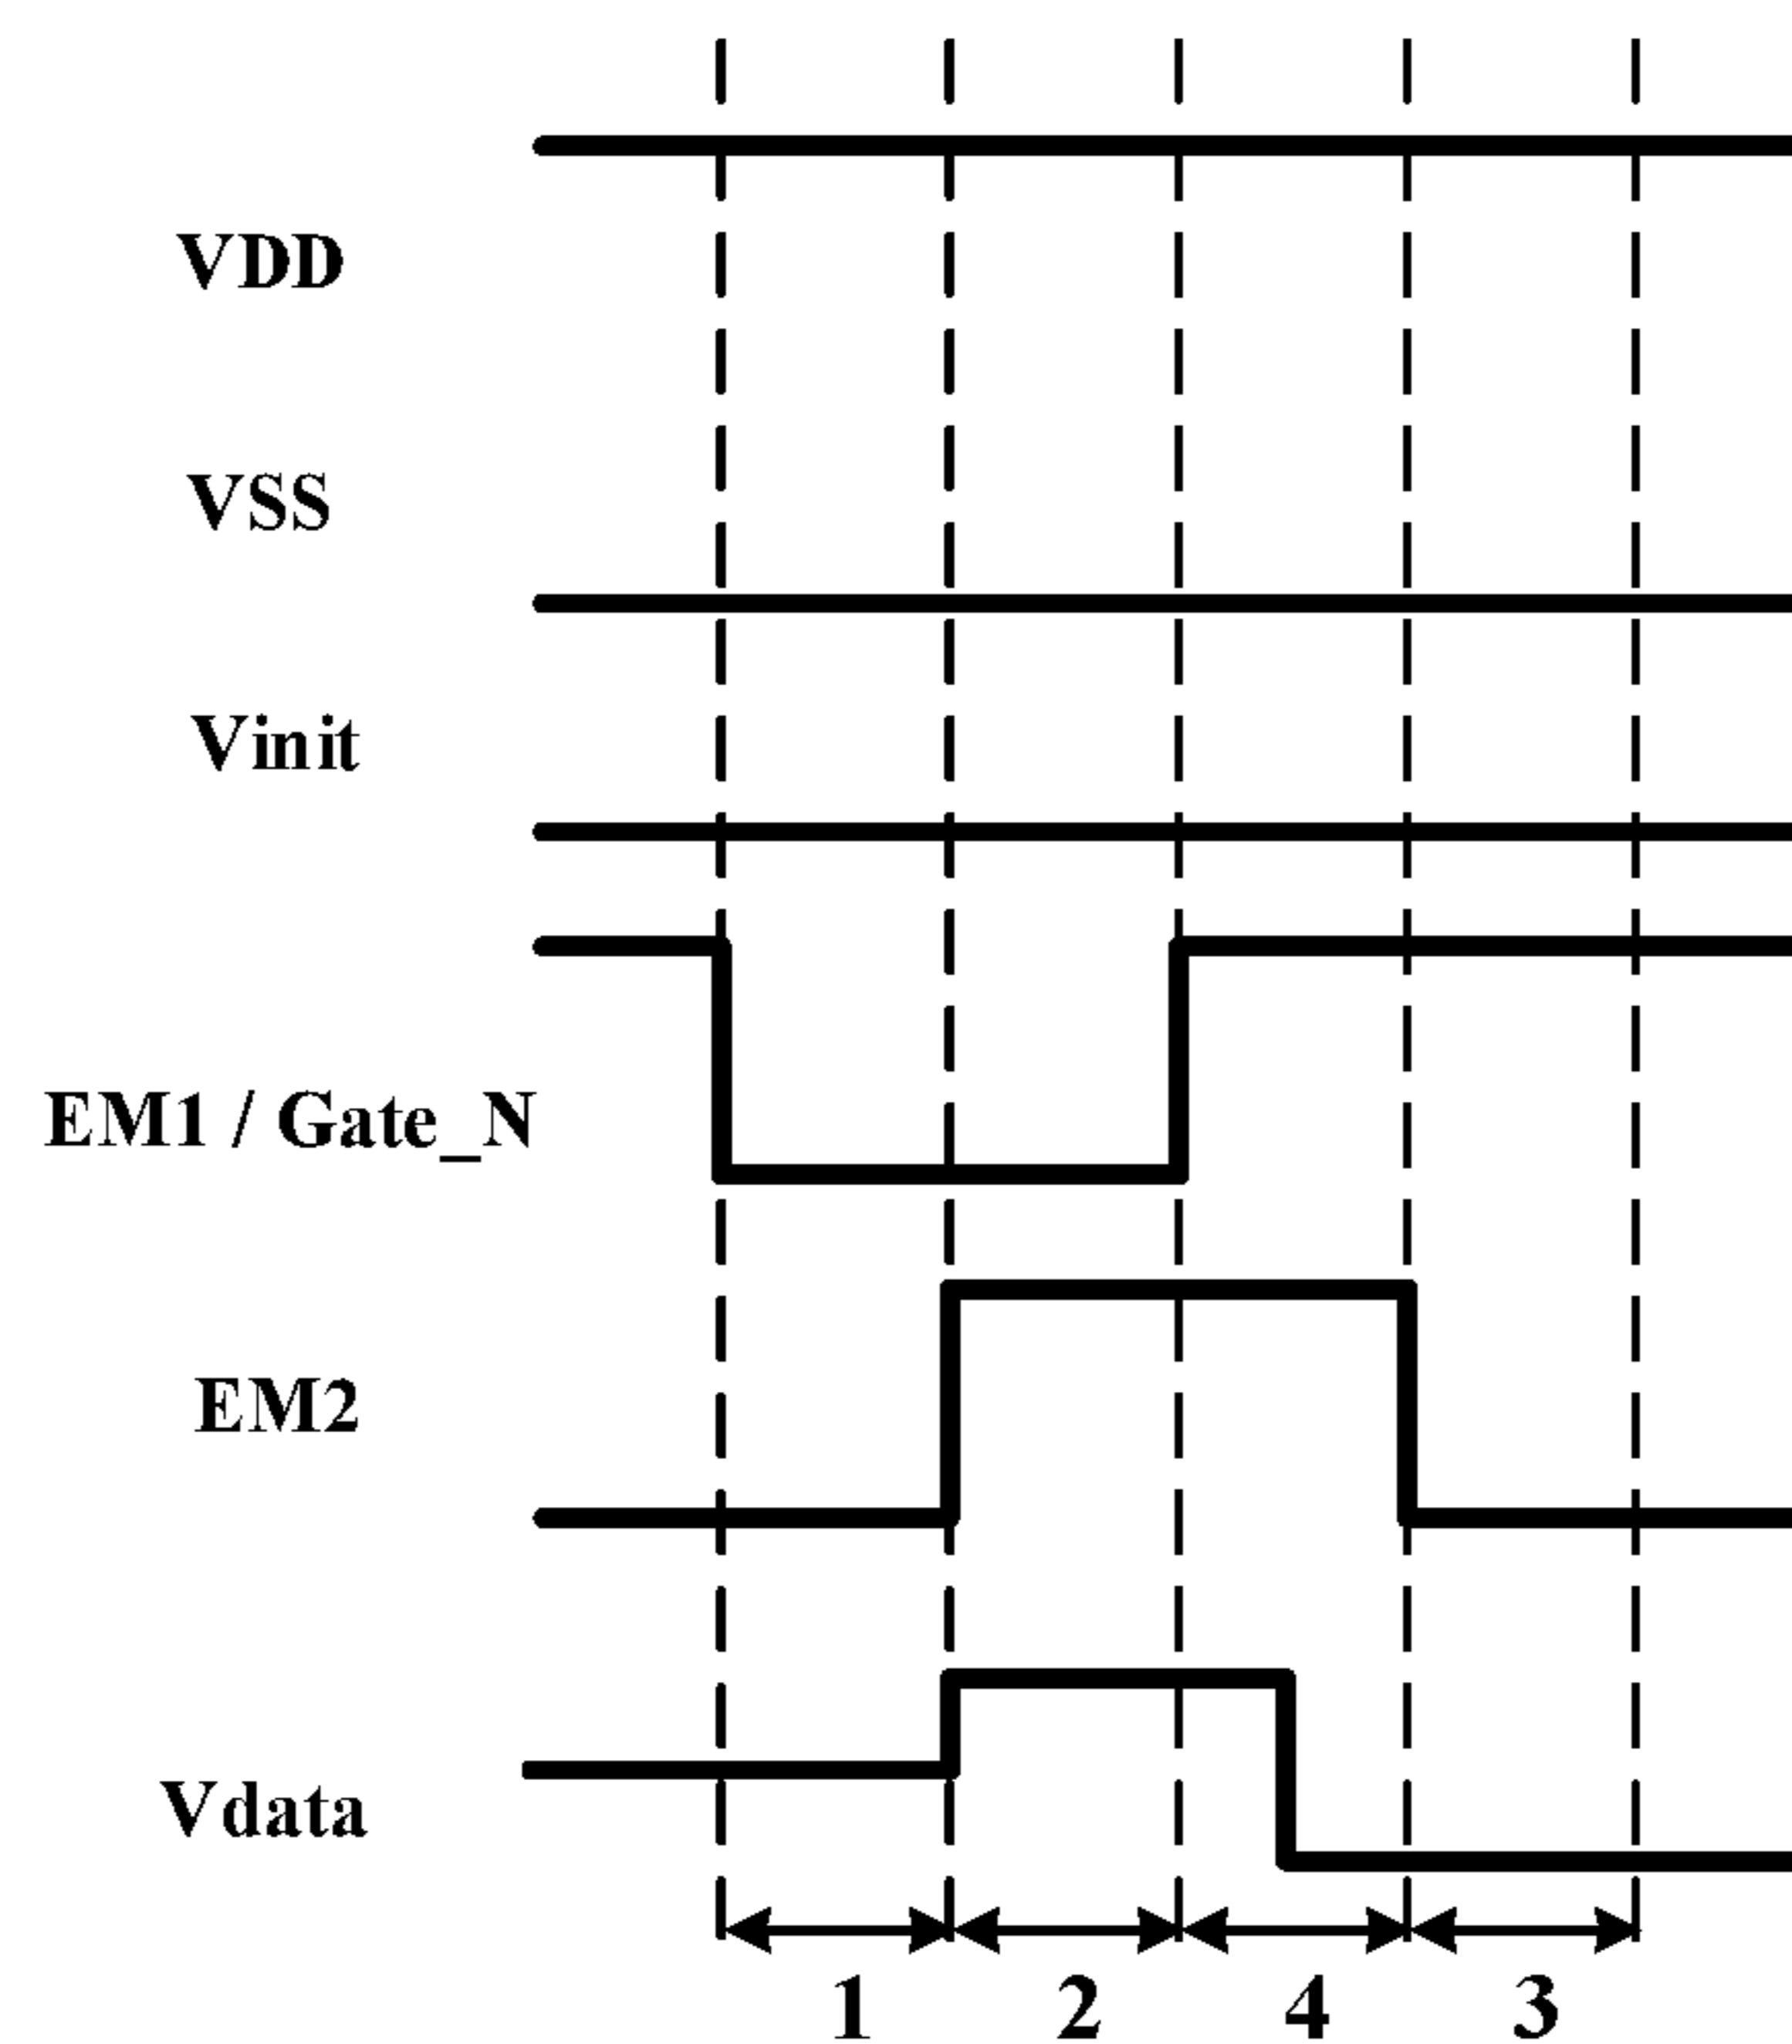 VDD
VSS
Vinit
EM1 / Gate_N
EM2
Vdata
1 2 4 3